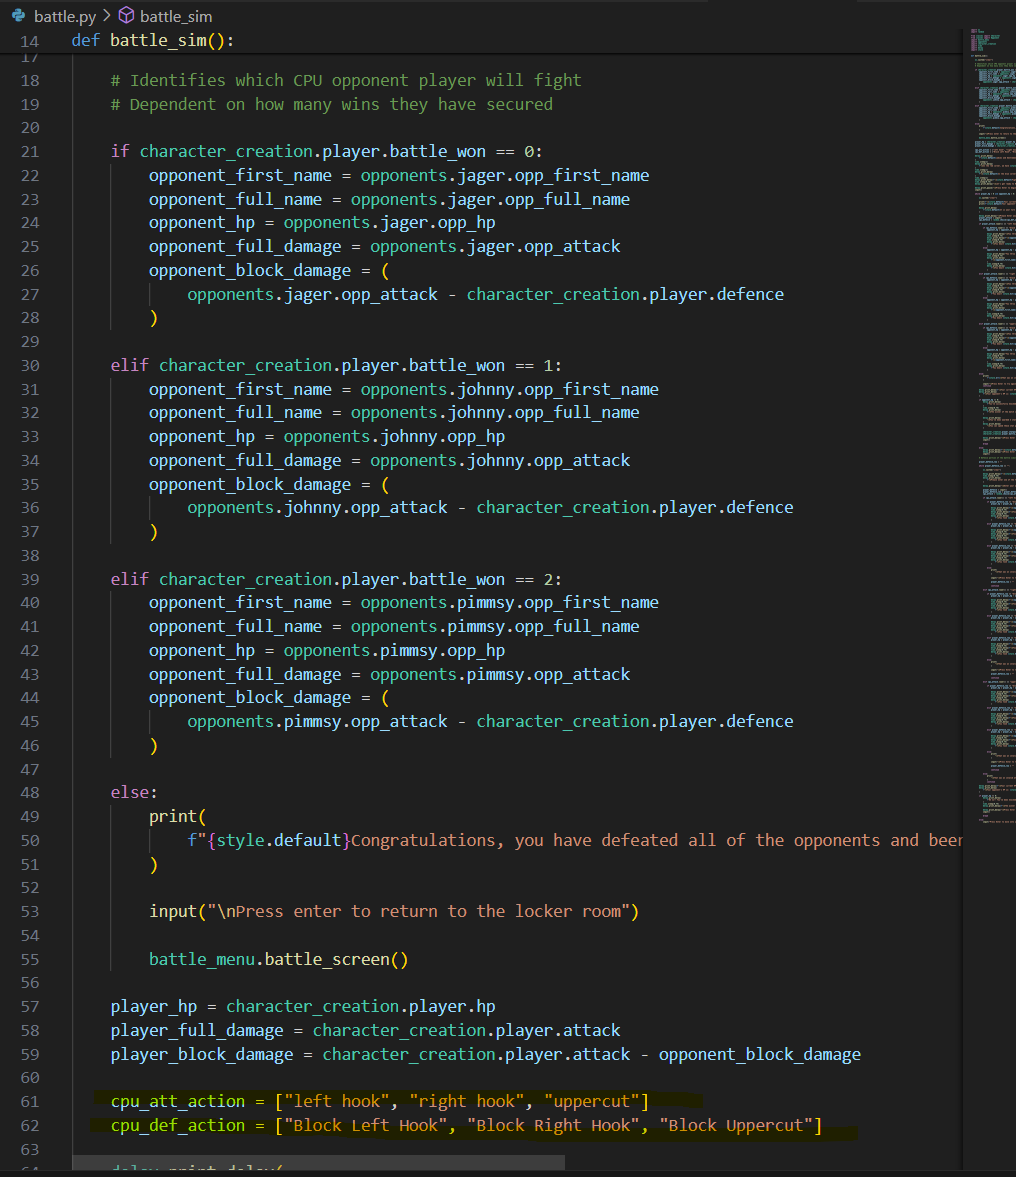 battle.py > battle_sim
14 def battle_sim():
17
18 # Identifies which CPU opponent player will fight
19 # Dependent on how many wins they have secured
20
21 if character_creation.player.battle_won == 0:
22 opponent_first_name = opponents.jager.opp_first_name
23 opponent_full_name = opponents.jager.opp_full_name
24 opponent_hp = opponents.jager.opp_hp
25 opponent_full_damage = opponents.jager.opp_attack
26 opponent_block_damage = (
27 opponents.jager.opp_attack - character_creation.player.defence
28 )
29
30 elif character_creation.player.battle_won == 1:
31 opponent_first_name = opponents.johnny.opp_first_name
32 opponent_full_name = opponents.johnny.opp_full_name
33 opponent_hp = opponents.johnny.opp_hp
34 opponent_full_damage = opponents.johnny.opp_attack
35 opponent_block_damage = (
36 opponents.johnny.opp_attack - character_creation.player.defence
37 )
38
39 elif character_creation.player.battle_won == 2:
40 opponent_first_name = opponents.pimmsy.opp_first_name
41 opponent_full_name = opponents.pimmsy.opp_full_name
42 opponent_hp = opponents.pimmsy.opp_hp
43 opponent_full_damage = opponents.pimmsy.opp_attack
44 opponent_block_damage = (
45 opponents.pimmsy.opp_attack - character_creation.player.defence
46 )
47
48 else:
49 print(
50 f"{style.default}Congratulations, you have defeated all of the opponents and
51 )
52
53 input("\nPress enter to return to the locker room")
54
55 battle_menu.battle_screen()
56
57 player_hp = character_creation.player.hp
58 player_full_damage = character_creation.player.attack
59 player_block_damage = character_creation.player.attack - opponent_block_damage
60
61 cpu_att_action = ["left hook", "right hook", "uppercut"]
62 cpu_def_action = ["Block Left Hook", "Block Right Hook", "Block Uppercut"]
63